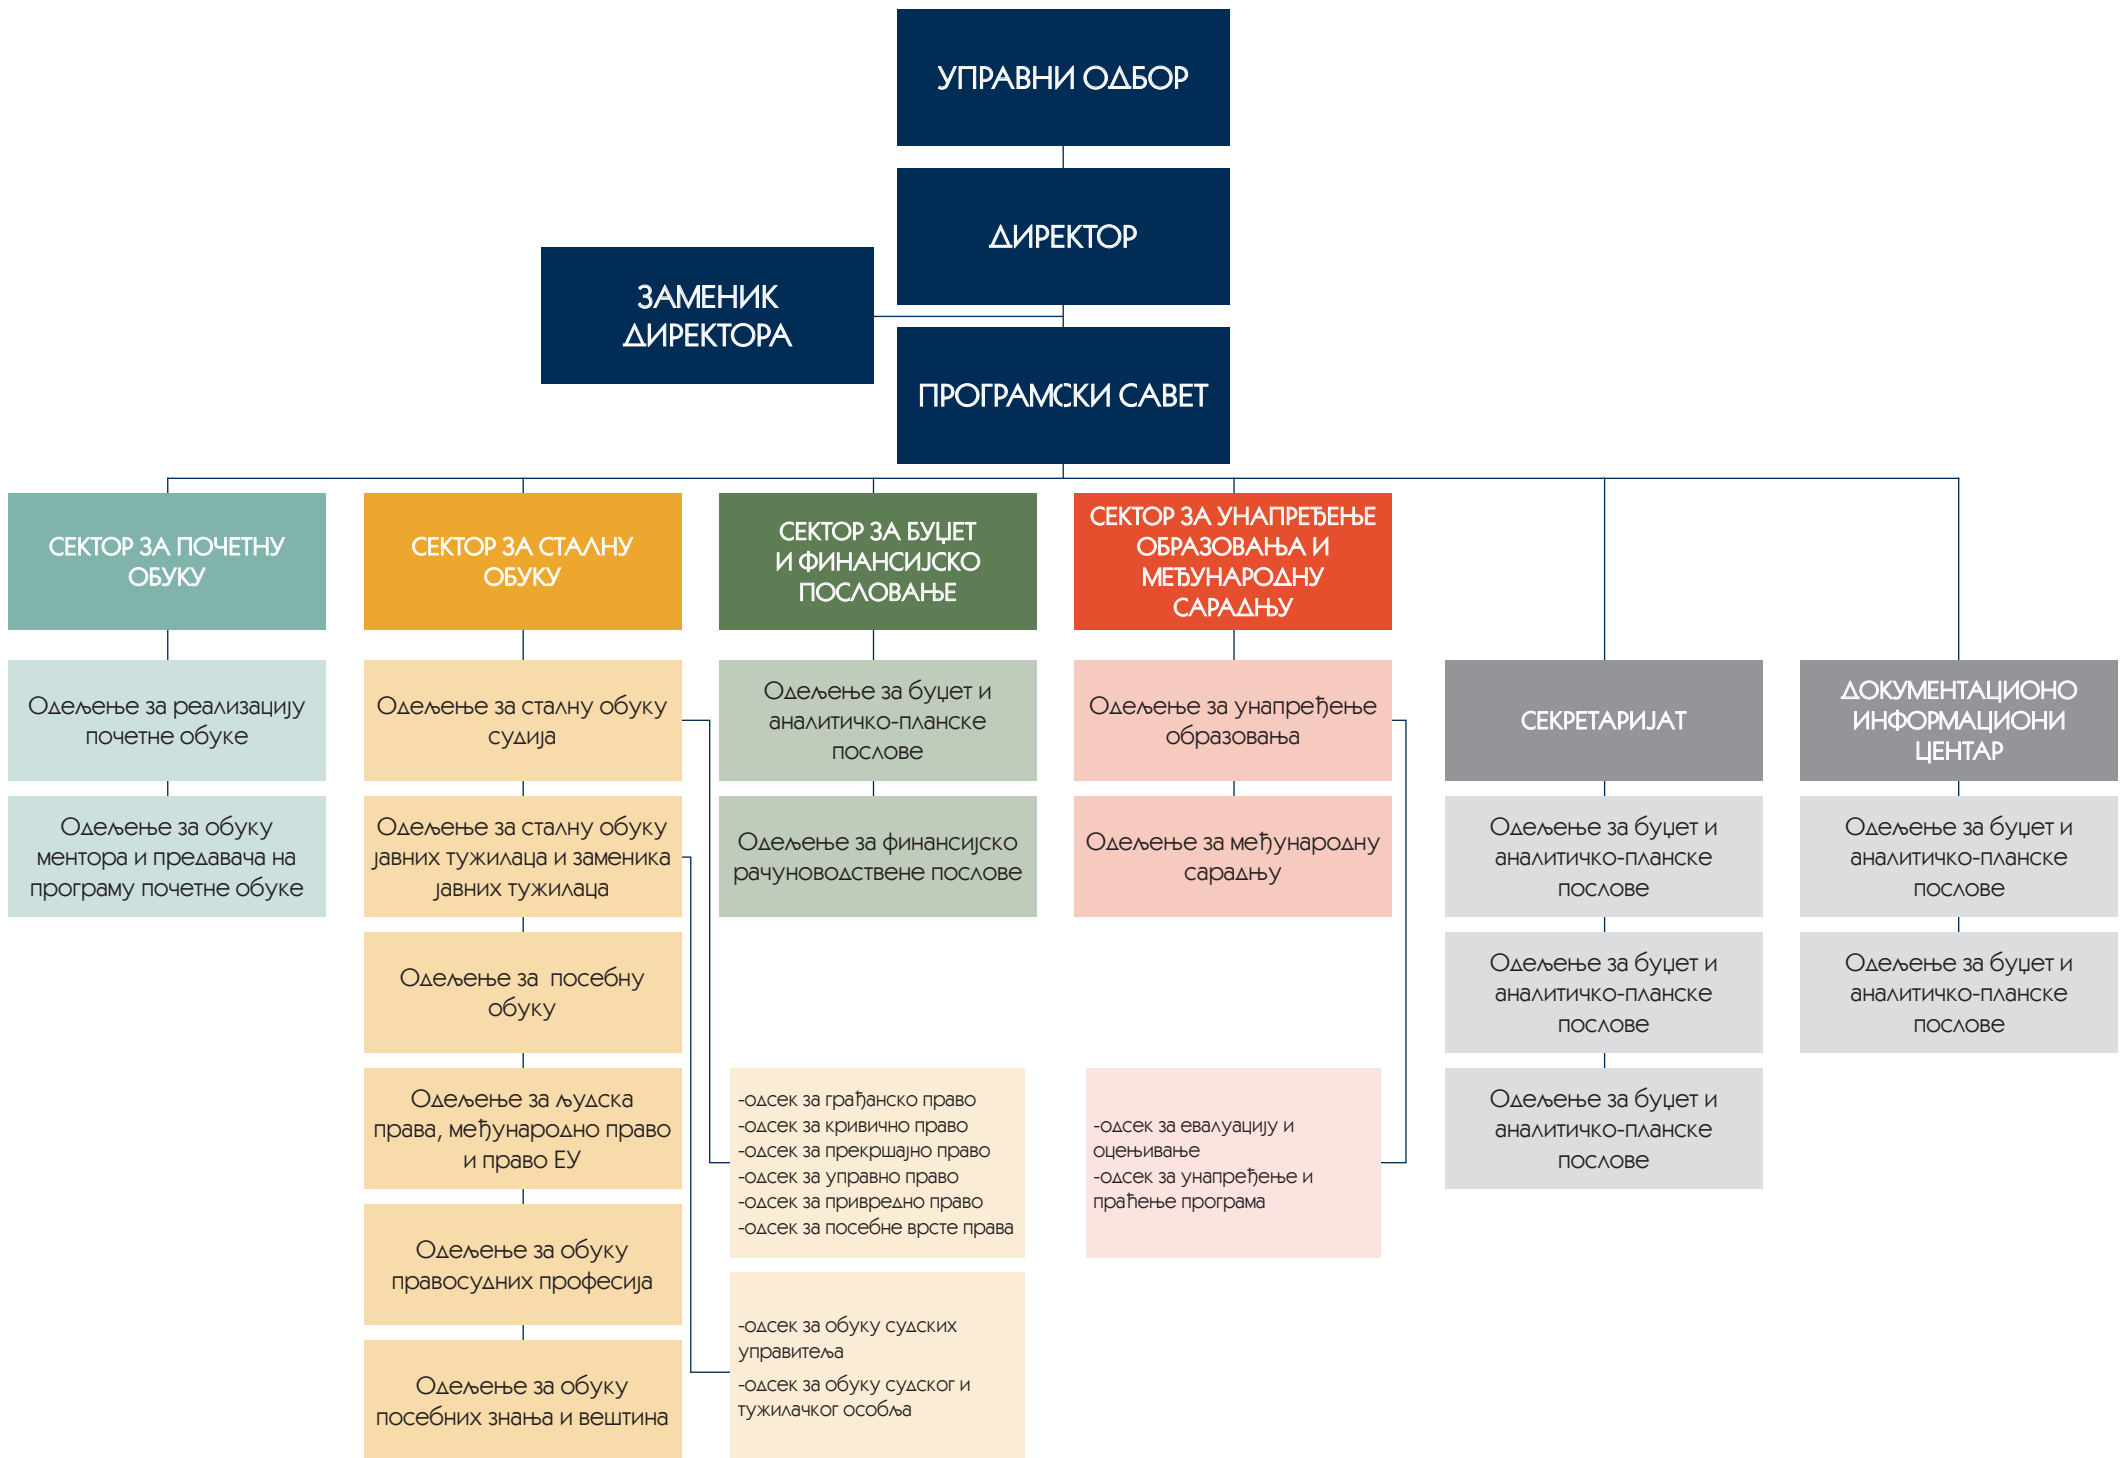 УПРАВНИ ОДБОР
ДИРЕКТОР
ЗАМЕНИК
ДИРЕКТОРА
ПРОГРАМСКИ САВЕТ
СЕКТОР ЗА ПОЧЕТНУ
ОБУКУ
Одељење за реализацију
почетне обуке
Одељење за обуку
ментора и предавача на
програму почетне обуке
СЕКТОР ЗА СТАЛНУ
ОБУКУ
Одељење за сталну обуку
судија
Одељење за сталну обуку
јавних тужилаца и заменика
јавних тужилаца
Одељење за посебну
обуку
Одељење за људска
права, међународно право
и право ЕУ
Одељење за обуку
правосудних професија
Одељење за обуку
посебних знања и вештина
СЕКТОР ЗА БУЏЕТ
И ФИНАНСИЈСКО
ПОСЛОВАЊЕ
Одељење за буџет и
аналитичко-планске
послове
Одељење за финансијско
рачуноводствене послове
-одсек за грађанско право
-одсек за кривично право
-одсек за прекршајно право
-одсек за управно право
-одсек за привредно право
-одсек за посебне врсте права
-одсек за обуку судских
управитеља
-одсек за обуку судског и
тужилачког особља
СЕКТОР ЗА УНАПРЕЂЕЊЕ
ОБРАЗОВАЊА И
МЕЂУНАРОДНУ
САРАДЊУ
Одељење за унапређење
образовања
Одељење за међународну
сарадњу
-одсек за евалуацију и
оцењивање
-одсек за унапређење и
праћење програма
СЕКРЕТАРИЈАТ
Одељење за буџет и
аналитичко-планске
послове
Одељење за буџет и
аналитичко-планске
послове
Одељење за буџет и
аналитичко-планске
послове
ДОКУМЕНТАЦИОНО
ИНФОРМАЦИОНИ
ЦЕНТАР
Одељење за буџет и
аналитичко-планске
послове
Одељење за буџет и
аналитичко-планске
послове